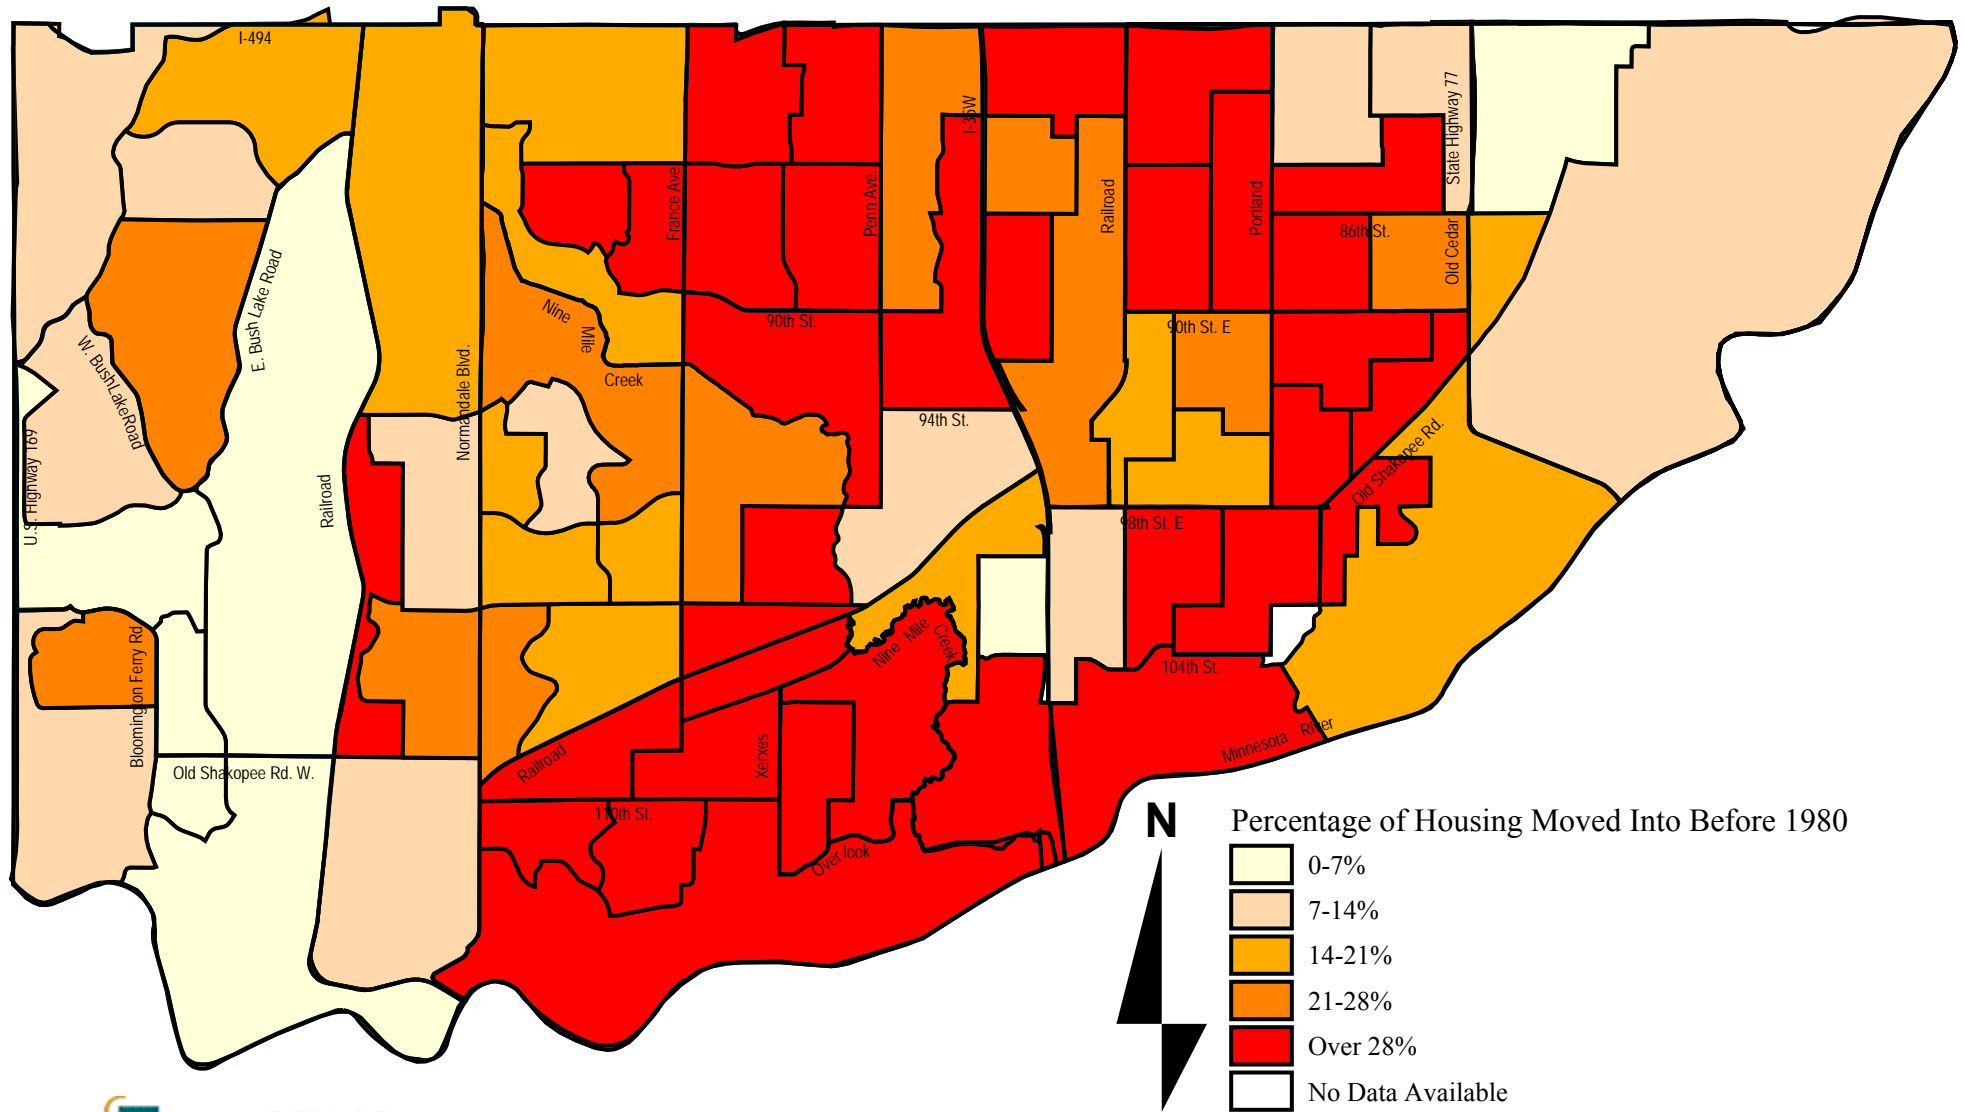 I-494
State Highway 77
I-35W
France Ave.
Penn Ave.
Railroad
Portland
86th St.
Old Cedar
E. Bush Lake Road
Nine
Mile
Creek
90th St.
90th St. E
W. BushLakeRoad
Normandale Blvd.
94th St.
U.S. Highway 169
Railroad
Old Shakopee Rd.
98th St. E
Nine Mile
Creek
Bloomington Ferry Rd
104th St.
Minnesota River
Xerxes
Railroad
Old Shakopee Rd. W.
110th St.
Over look
N
Percentage of Housing Moved Into Before 1980
0-7%
7-14%
14-21%
21-28%
Over 28%
No Data Available